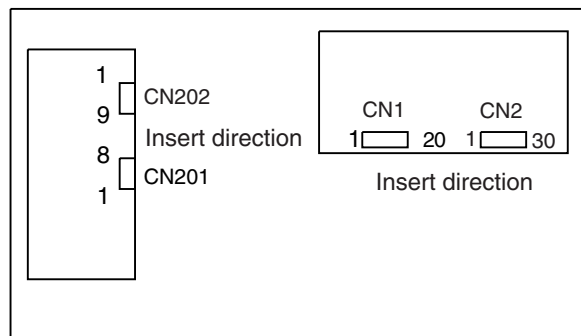 1
CN202
9
Insert direction
8
CN201
1
CN1
CN2
1 20
1 30
Insert direction